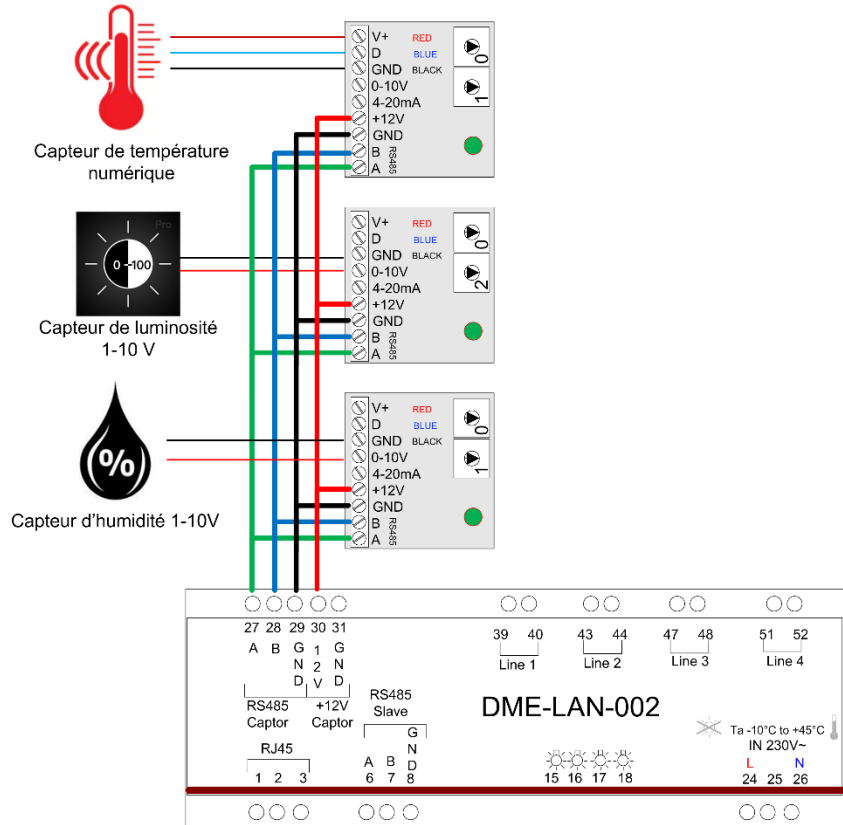 V+ RED
D BLUE
GND BLACK
0-10V
4-20mA
+12V
GND
B RS485
A
0
1
Capteur de température
numérique
V+ RED
D BLUE
GND BLACK
0-10V
4-20mA
+12V
GND
B RS485
A
0
2
Pro
0-100
Capteur de luminosité
1-10 V
V+ RED
D BLUE
GND BLACK
0-10V
4-20mA
+12V
GND
B RS485
A
0
1
(%)
Capteur d'humidité 1-10V
27 28 29 30 31
A B GND 12V GND
RS485
Captor
+12V
Captor
39 40 43 44 47 48 51 52
Line 1 Line 2 Line 3 Line 4
RS485
Slave
A B GND
6 7 8
RJ45
1 2 3
DME-LAN-002
15 16 17 18
Ta -10°C to +45°C
IN 230V~
L N
24 25 26